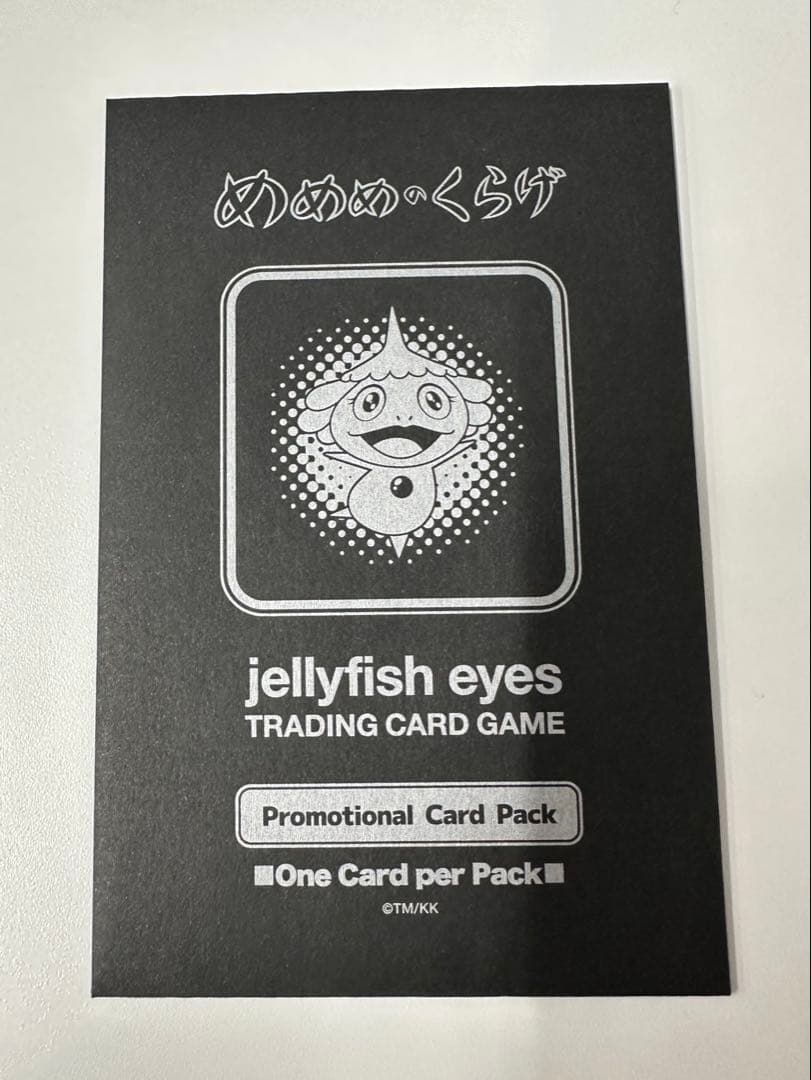 めめめのくらげ
jellyfish eyes
TRADING CARD GAME
Promotional Card Pack
■One Card per Pack■
©TM/KK